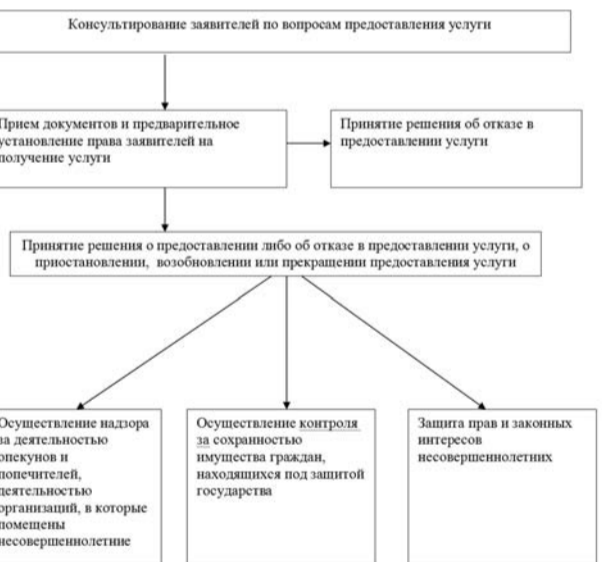 Консультирование заявителей по вопросам предоставления услуги
Прием документов и предварительное
установление права заявителей на
получение услуги
Принятие решения об отказе в
предоставлении услуги
Принятие решения о предоставлении либо об отказе в предоставлении услуги, о
приостановлении, возобновлении или прекращении предоставления услуги
Осуществление надзора
за деятельностью
опекунов и
попечителей,
деятельностью
организаций, в которые
помещены
несовершеннолетние
Осуществление контроля
за сохранностью
имущества граждан,
находящихся под защитой
государства
Защита прав и законных
интересов
несовершеннолетних